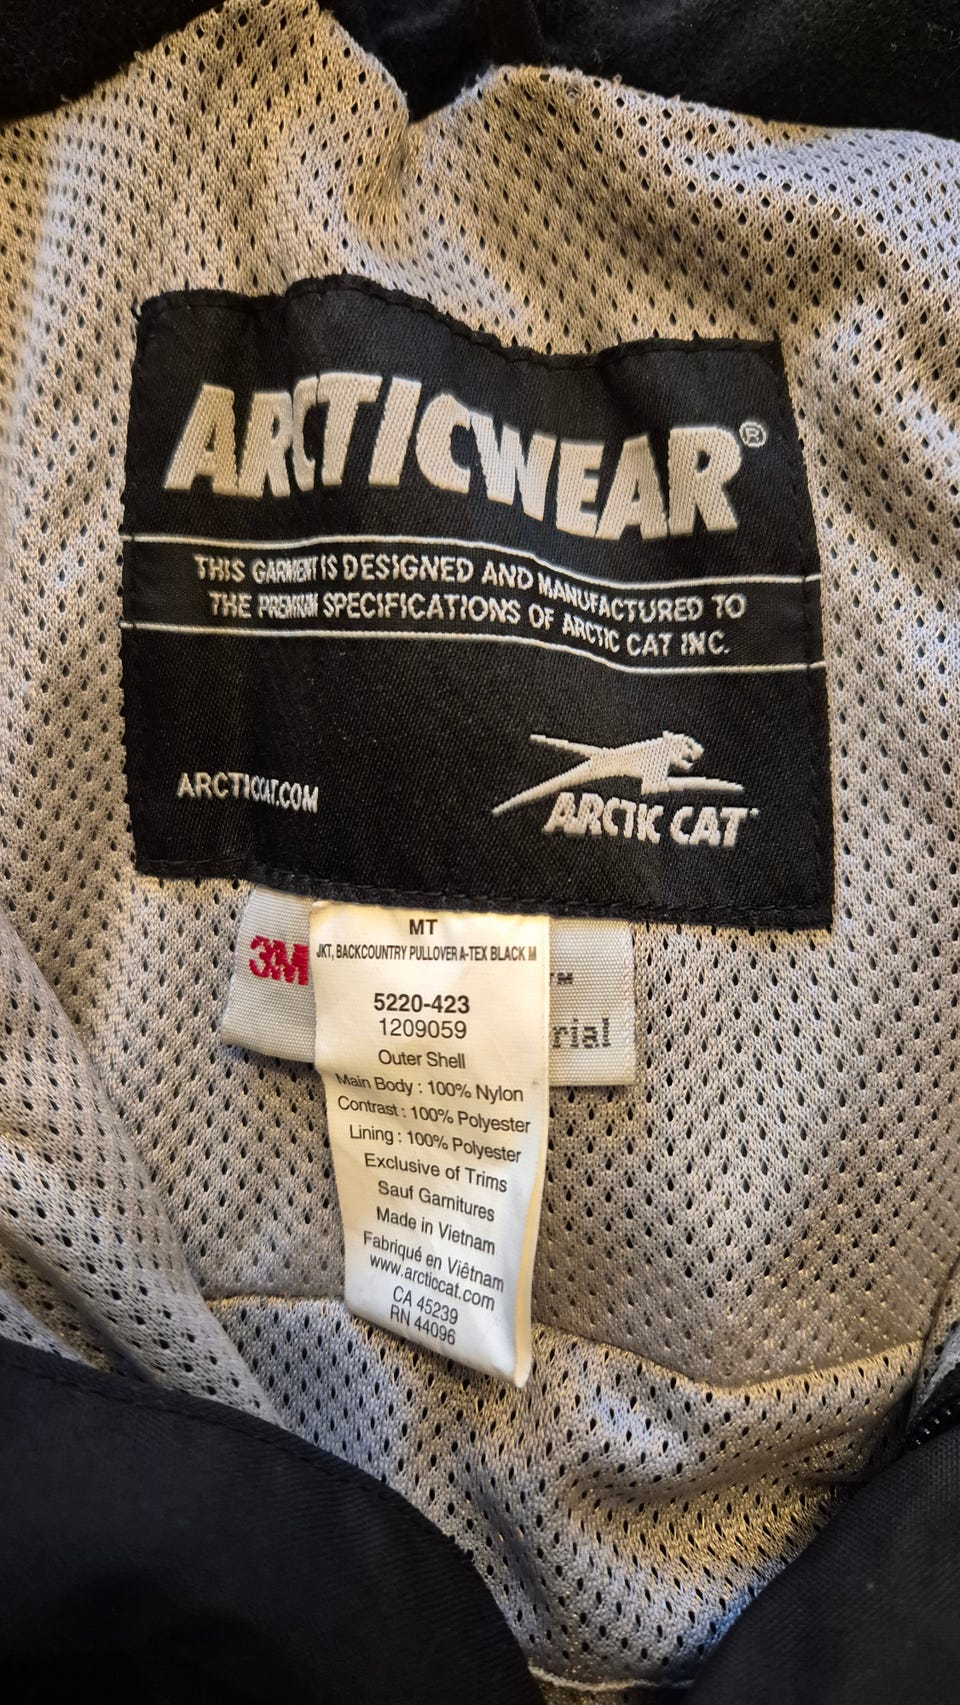 ARCTICWEAR®
THIS GARMENT IS DESIGNED AND MANUFACTURED TO
THE PREMIUM SPECIFICATIONS OF ARCTIC CAT INC.
ARCTICCAT.COM
ARCTIC CAT
3M
™
rial
MT
JKT, BACKCOUNTRY PULLOVER A-TEX BLACK M
5220-423
1209059
Outer Shell
Main Body : 100% Nylon
Contrast : 100% Polyester
Lining : 100% Polyester
Exclusive of Trims
Sauf Garnitures
Made in Vietnam
Fabriqué en Viêtnam
www.arcticcat.com
CA 45239
RN 44096